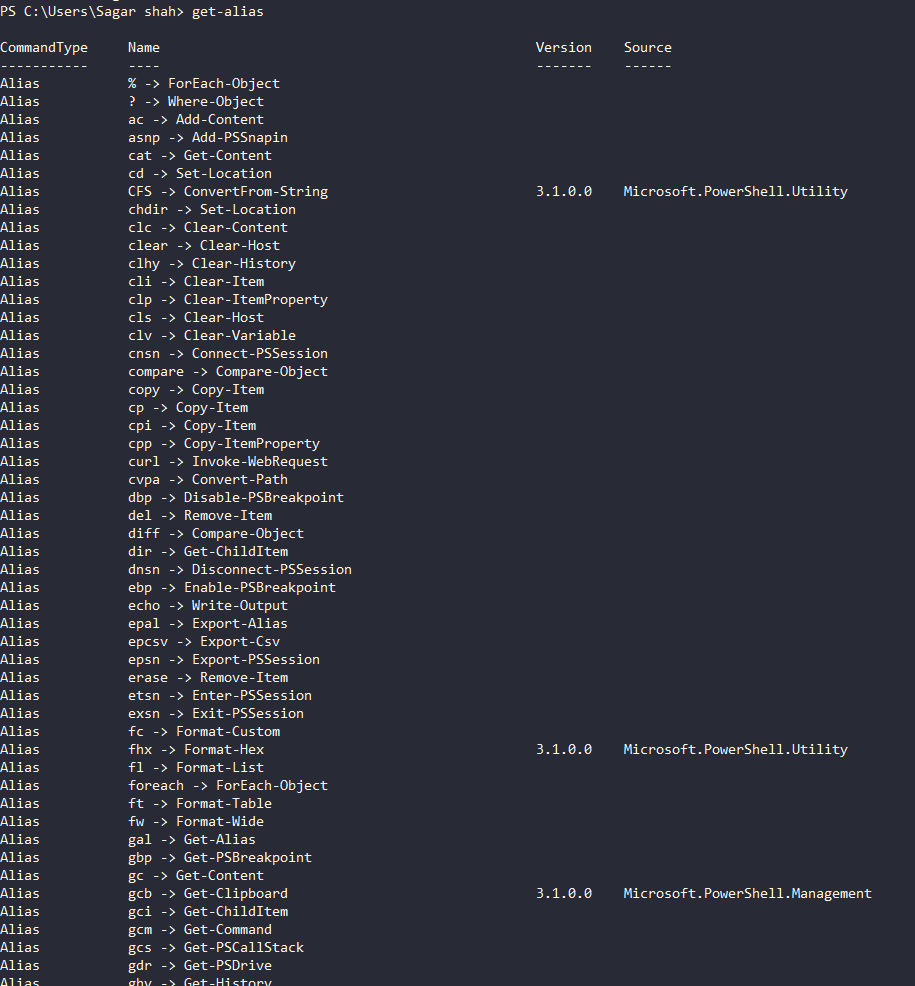 PS C:\Users\Sagar shah> get-alias
CommandType     Name                                               Version    Source
-----------     ----                                               -------    ------
Alias           % -> ForEach-Object
Alias           ? -> Where-Object
Alias           ac -> Add-Content
Alias           asnp -> Add-PSSnapin
Alias           cat -> Get-Content
Alias           cd -> Set-Location
Alias           CFS -> ConvertFrom-String                          3.1.0.0    Microsoft.PowerShell.Utility
Alias           chdir -> Set-Location
Alias           clc -> Clear-Content
Alias           clear -> Clear-Host
Alias           clhy -> Clear-History
Alias           cli -> Clear-Item
Alias           clp -> Clear-ItemProperty
Alias           cls -> Clear-Host
Alias           clv -> Clear-Variable
Alias           cnsn -> Connect-PSSession
Alias           compare -> Compare-Object
Alias           copy -> Copy-Item
Alias           cp -> Copy-Item
Alias           cpi -> Copy-Item
Alias           cpp -> Copy-ItemProperty
Alias           curl -> Invoke-WebRequest
Alias           cvpa -> Convert-Path
Alias           dbp -> Disable-PSBreakpoint
Alias           del -> Remove-Item
Alias           diff -> Compare-Object
Alias           dir -> Get-ChildItem
Alias           dnsn -> Disconnect-PSSession
Alias           ebp -> Enable-PSBreakpoint
Alias           echo -> Write-Output
Alias           epal -> Export-Alias
Alias           epcsv -> Export-Csv
Alias           epsn -> Export-PSSession
Alias           erase -> Remove-Item
Alias           etsn -> Enter-PSSession
Alias           exsn -> Exit-PSSession
Alias           fc -> Format-Custom
Alias           fhx -> Format-Hex                                  3.1.0.0    Microsoft.PowerShell.Utility
Alias           fl -> Format-List
Alias           foreach -> ForEach-Object
Alias           ft -> Format-Table
Alias           fw -> Format-Wide
Alias           gal -> Get-Alias
Alias           gbp -> Get-PSBreakpoint
Alias           gc -> Get-Content
Alias           gcb -> Get-Clipboard                               3.1.0.0    Microsoft.PowerShell.Management
Alias           gci -> Get-ChildItem
Alias           gcm -> Get-Command
Alias           gcs -> Get-PSCallStack
Alias           gdr -> Get-PSDrive
Alias           ghy -> Get-History